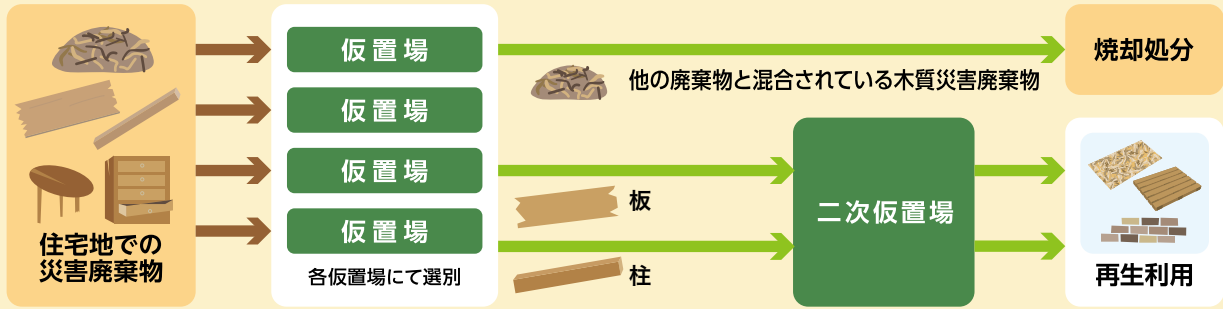 住宅地での
災害廃棄物
仮置場
仮置場
仮置場
仮置場
各仮置場にて選別
他の廃棄物と混合されている木質災害廃棄物
焼却処分
板
柱
二次仮置場
再生利用